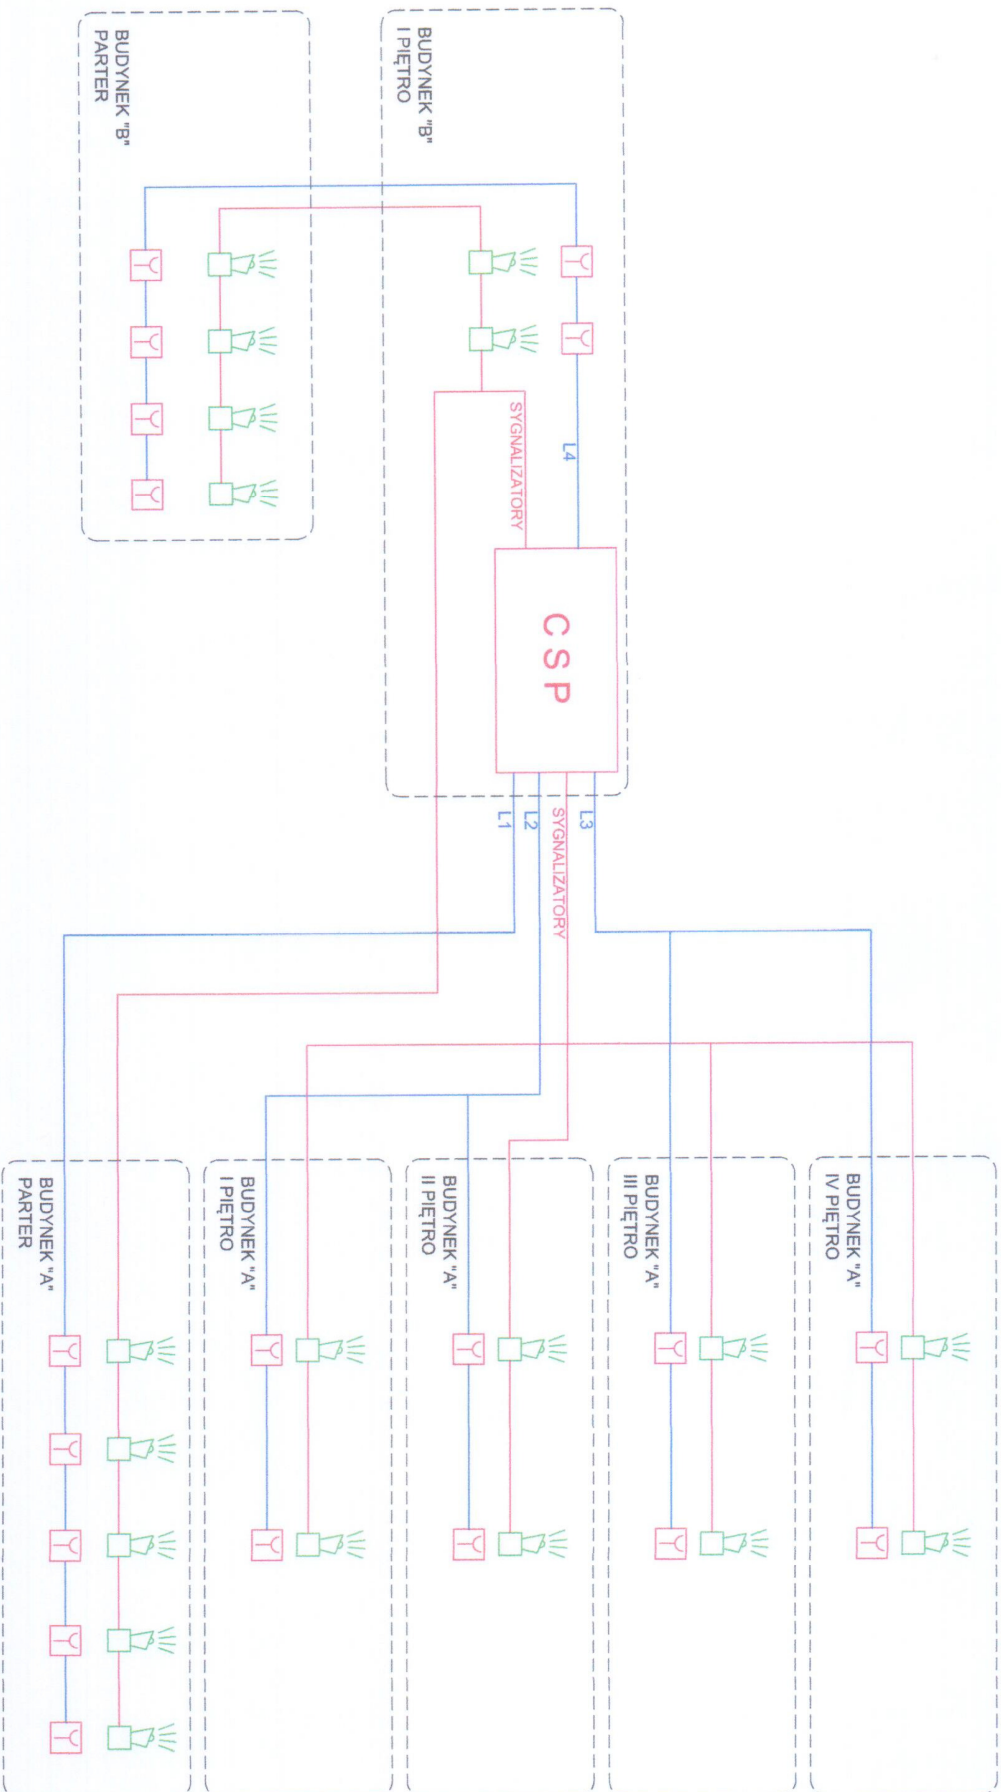 BUDYNEK "B"
I PIĘTRO
BUDYNEK "B"
PARTER
L4
SYGNALIZATORY
C S P
L3
SYGNALIZATORY
L2
L1
BUDYNEK "A"
IV PIĘTRO
BUDYNEK "A"
III PIĘTRO
BUDYNEK "A"
II PIĘTRO
BUDYNEK "A"
I PIĘTRO
BUDYNEK "A"
PARTER